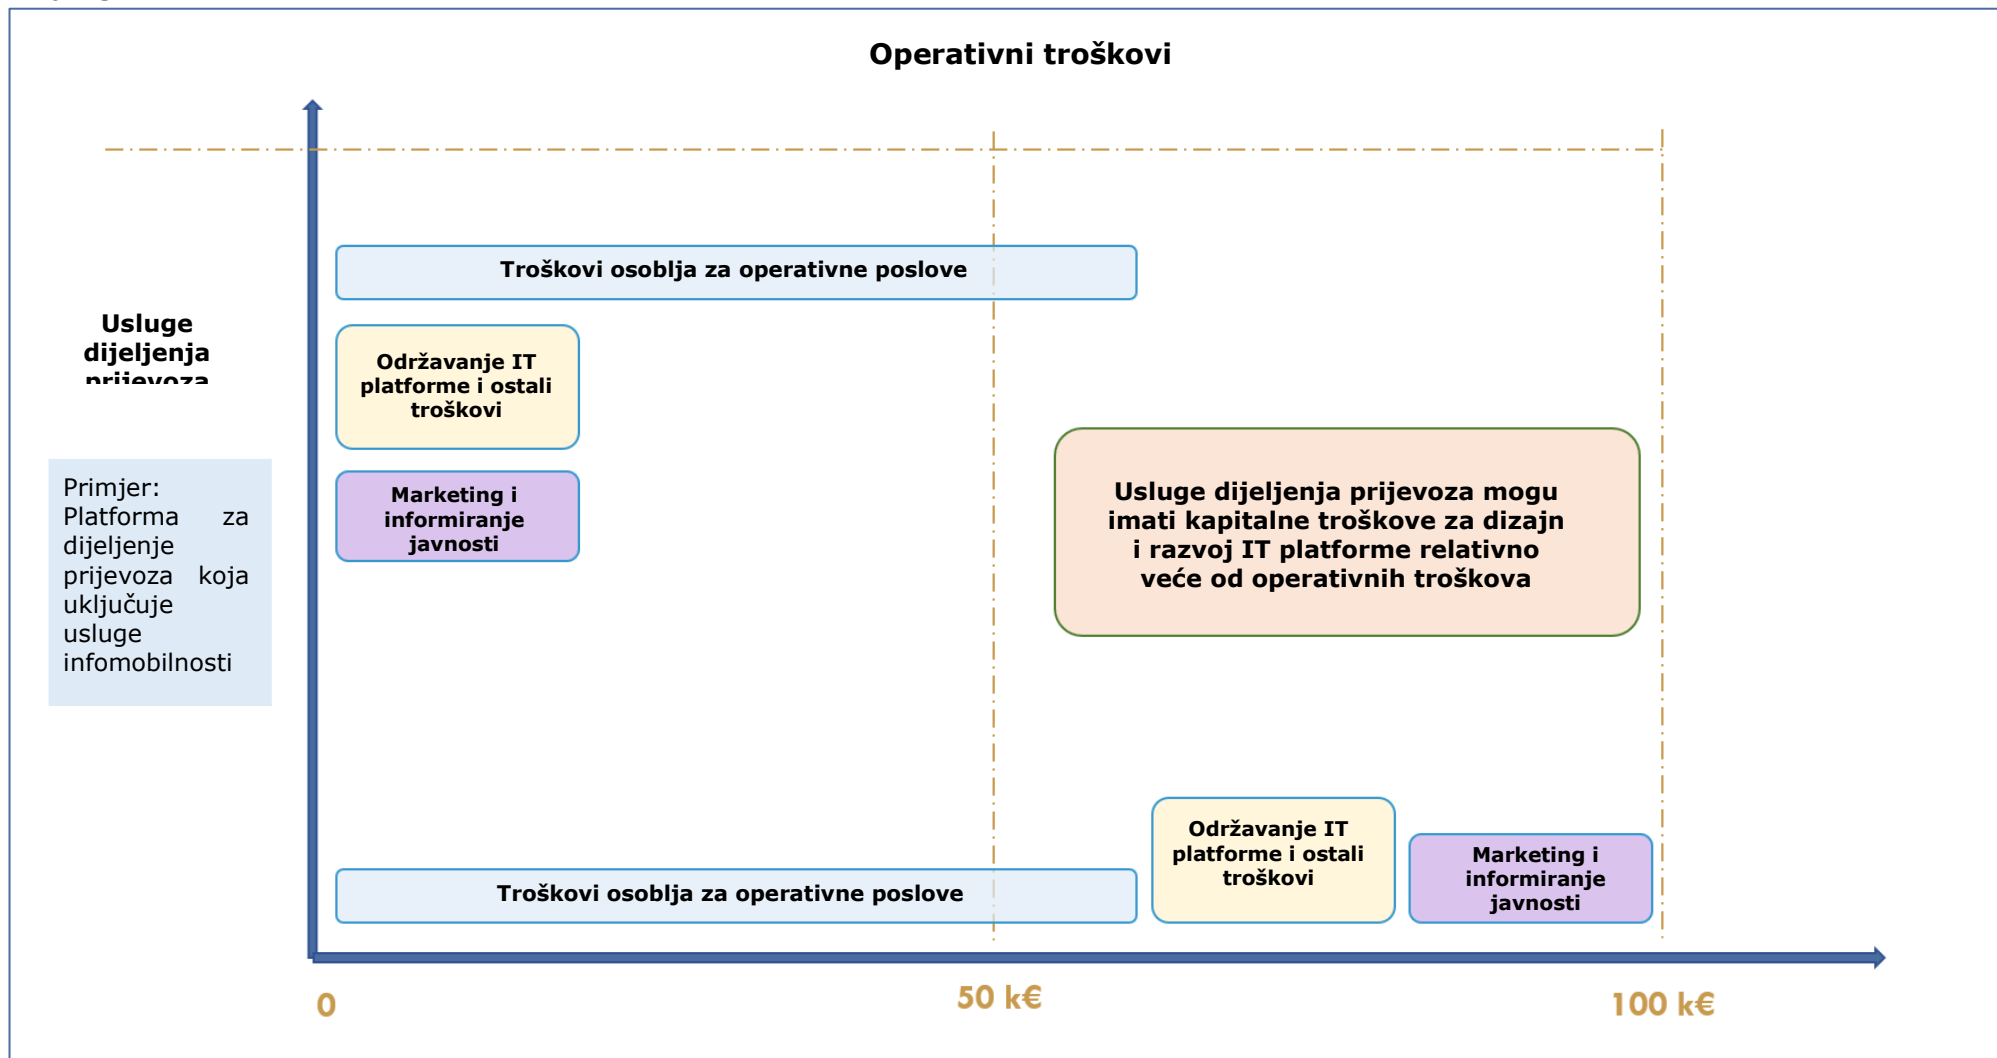 Operativni troškovi
Troškovi osoblja za operativne poslove
Usluge
dijeljenja
prijevoza
Održavanje IT
platforme i ostali
troškovi
Marketing i
informiranje
javnosti
Primjer:
Platforma za
dijeljenje
prijevoza koja
uključuje
usluge
infomobilnosti
Usluge dijeljenja prijevoza mogu
imati kapitalne troškove za dizajn
i razvoj IT platforme relativno
veće od operativnih troškova
Troškovi osoblja za operativne poslove
Održavanje IT
platforme i ostali
troškovi
Marketing i
informiranje
javnosti
0
50 k€
100 k€